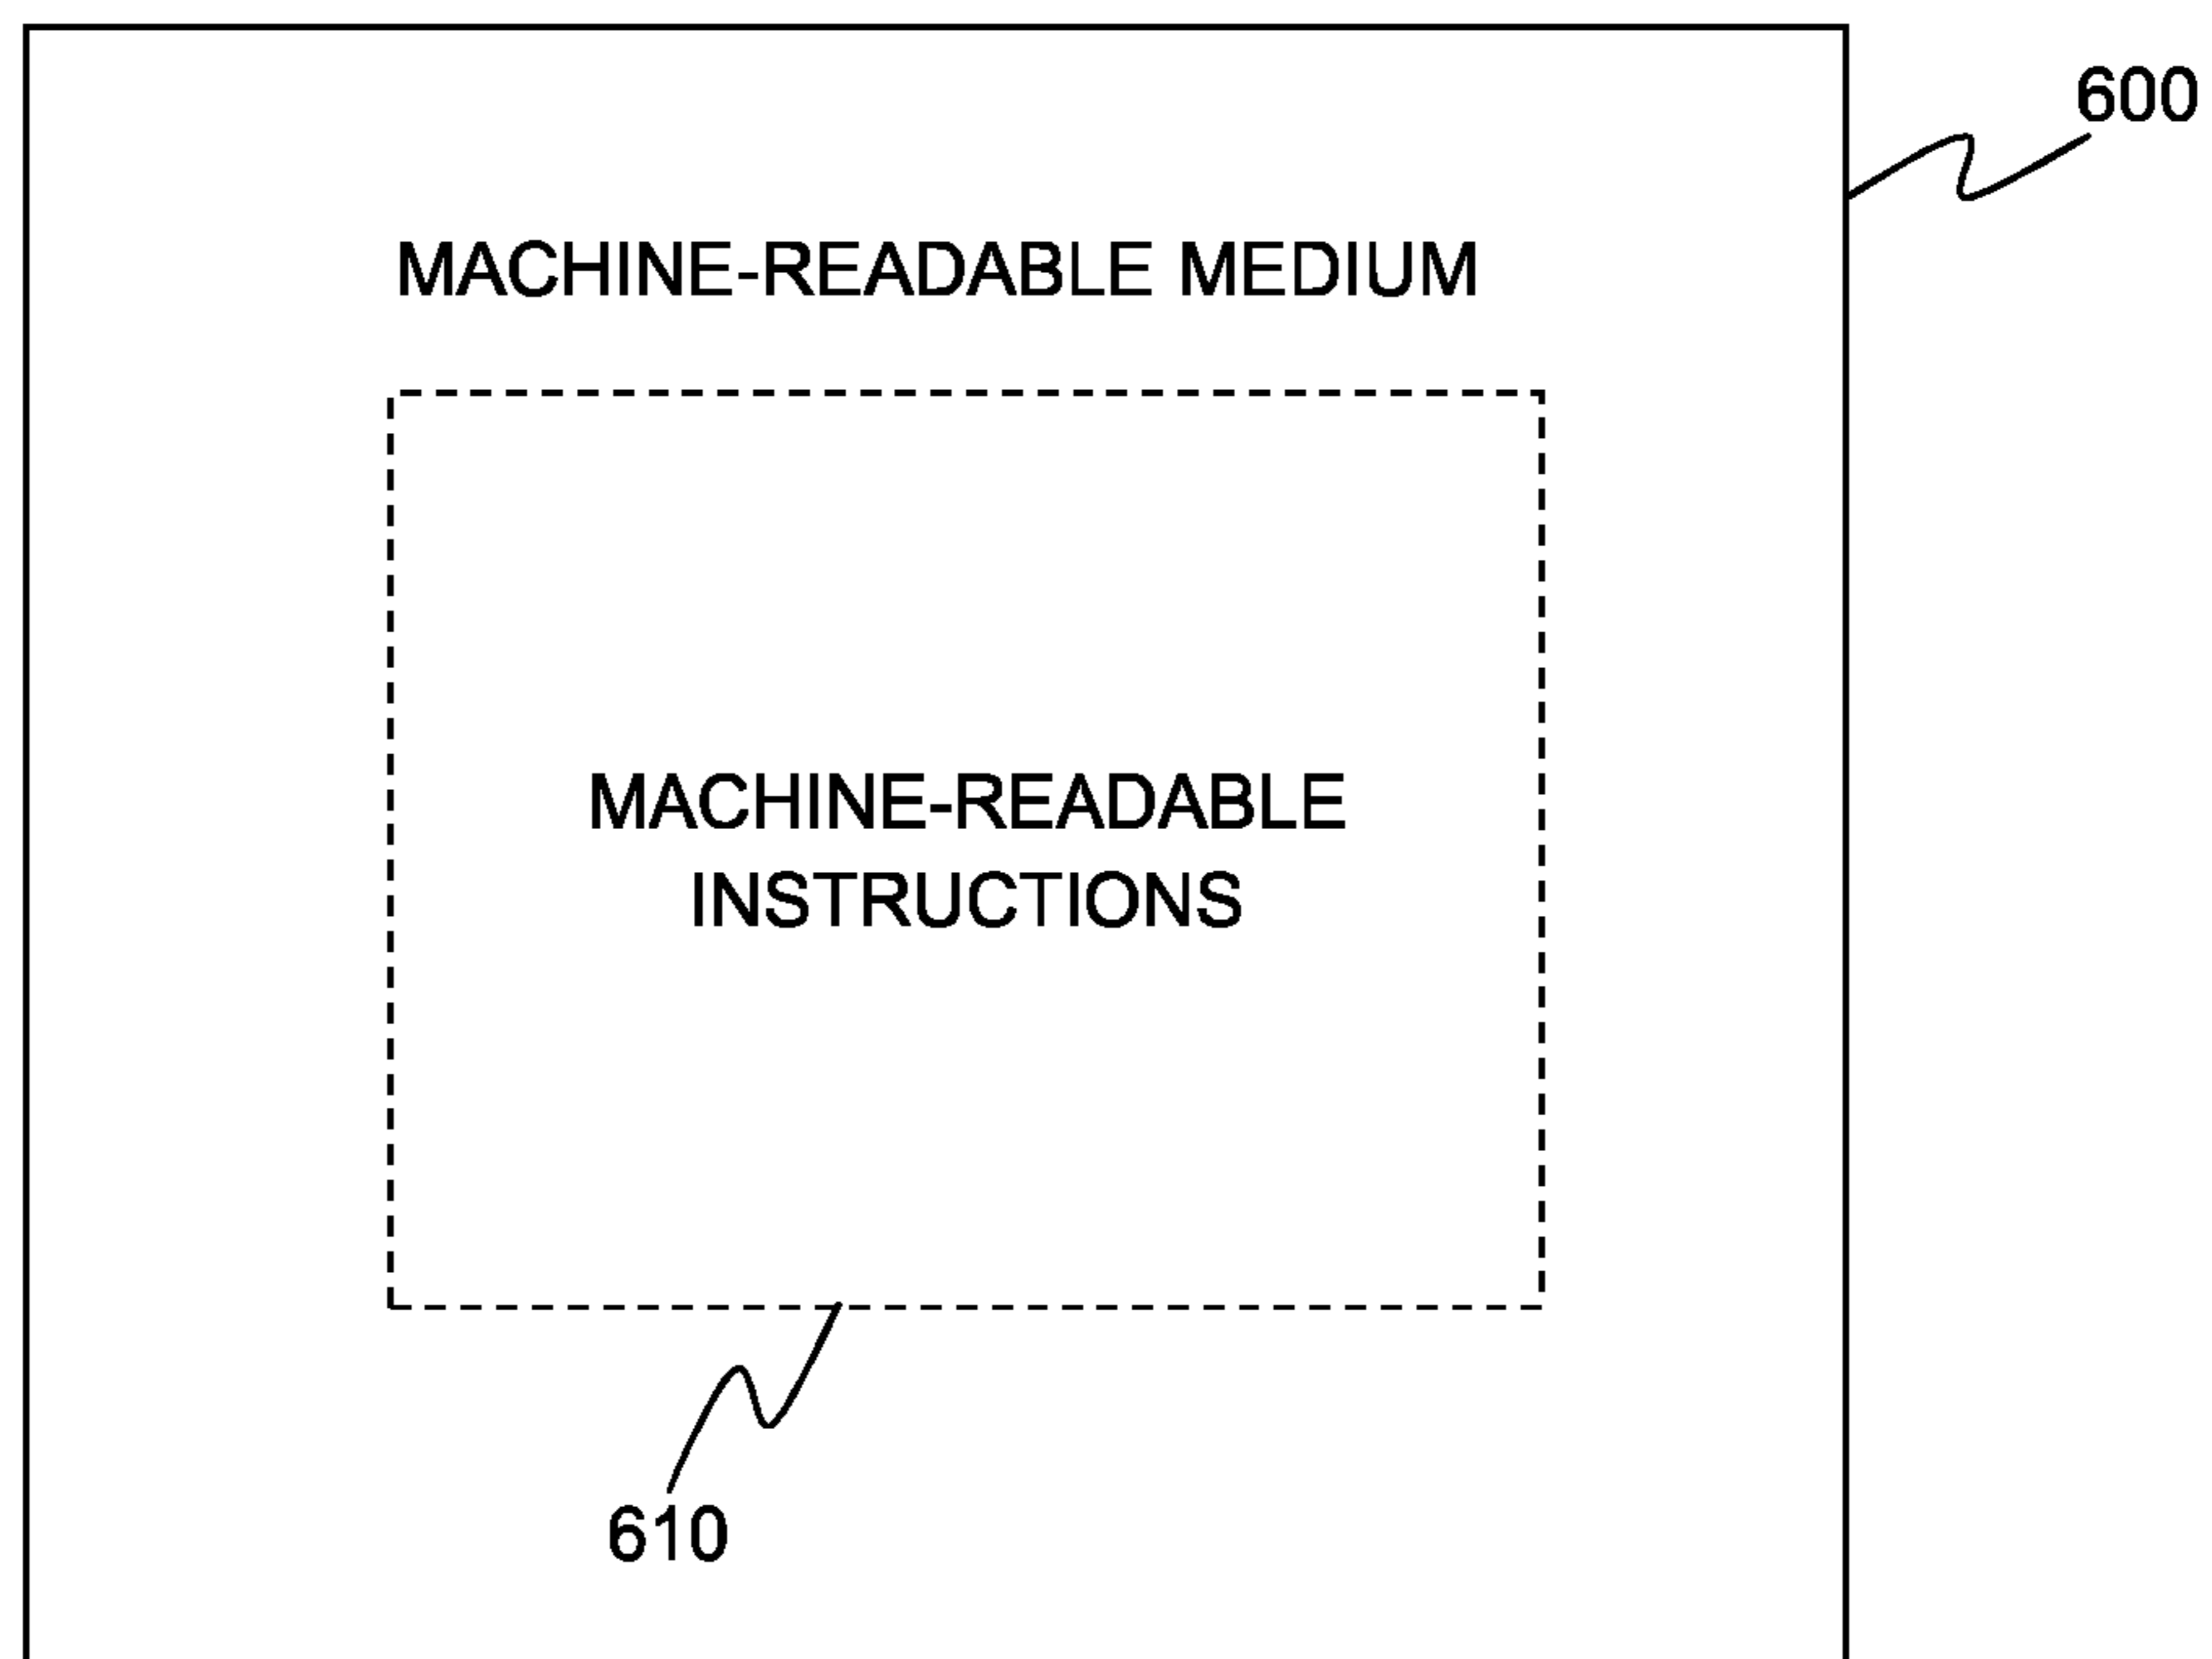 600
MACHINE-READABLE MEDIUM
MACHINE-READABLE
INSTRUCTIONS
610